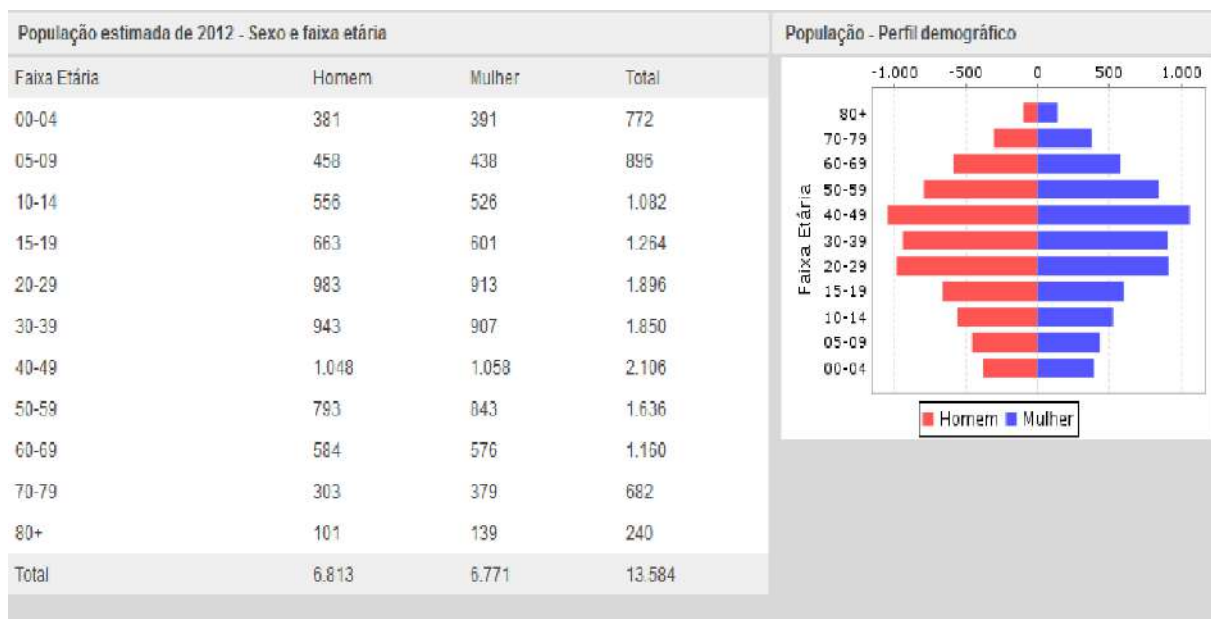 População estimada de 2012 - Sexo e faixa etária
Faixa Etária Homem Mulher Total
00-04 381 391 772
05-09 458 438 896
10-14 556 526 1.082
15-19 663 601 1.264
20-29 983 913 1.896
30-39 943 907 1.850
40-49 1.048 1.058 2.106
50-59 793 843 1.636
60-69 584 576 1.160
70-79 303 379 682
80+ 101 139 240
Total 6.813 6.771 13.584
População - Perfil demográfico
-1.000 -500 0 500 1.000
Faixa Etária
80+
70-79
60-69
50-59
40-49
30-39
20-29
15-19
10-14
05-09
00-04
Homem Mulher